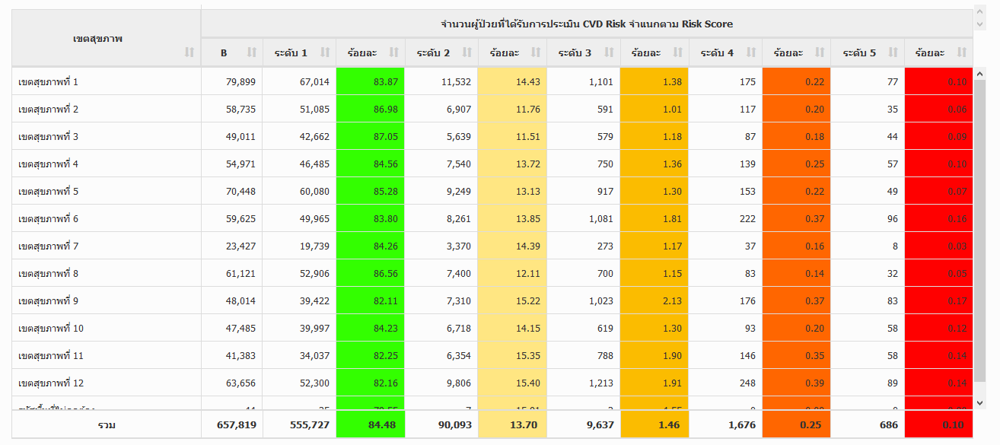 เขตสุขภาพ
จำนวนผู้ป่วยที่ได้รับการประเมิน CVD Risk จำแนกตาม Risk Score
B ระดับ 1 ร้อยละ ระดับ 2 ร้อยละ ระดับ 3 ร้อยละ ระดับ 4 ร้อยละ ระดับ 5 ร้อยละ
เขตสุขภาพที่ 1 79,899 67,014 83.87 11,532 14.43 1,101 1.38 175 0.22 77 0.10
เขตสุขภาพที่ 2 58,735 51,085 86.98 6,907 11.76 591 1.01 117 0.20 35 0.06
เขตสุขภาพที่ 3 49,011 42,662 87.05 5,639 11.51 579 1.18 87 0.18 44 0.09
เขตสุขภาพที่ 4 54,971 46,485 84.56 7,540 13.72 750 1.36 139 0.25 57 0.10
เขตสุขภาพที่ 5 70,448 60,080 85.28 9,249 13.13 917 1.30 153 0.22 49 0.07
เขตสุขภาพที่ 6 59,625 49,965 83.80 8,261 13.85 1,081 1.81 222 0.37 96 0.16
เขตสุขภาพที่ 7 23,427 19,739 84.26 3,370 14.39 273 1.17 37 0.16 8 0.03
เขตสุขภาพที่ 8 61,121 52,906 86.56 7,400 12.11 700 1.15 83 0.14 32 0.05
เขตสุขภาพที่ 9 48,014 39,422 82.11 7,310 15.22 1,023 2.13 176 0.37 83 0.17
เขตสุขภาพที่ 10 47,485 39,997 84.23 6,718 14.15 619 1.30 93 0.20 58 0.12
เขตสุขภาพที่ 11 41,383 34,037 82.25 6,354 15.35 788 1.90 146 0.35 58 0.14
เขตสุขภาพที่ 12 63,656 52,300 82.16 9,806 15.40 1,213 1.91 248 0.39 89 0.14
รวม 657,819 555,727 84.48 90,093 13.70 9,637 1.46 1,676 0.25 686 0.10